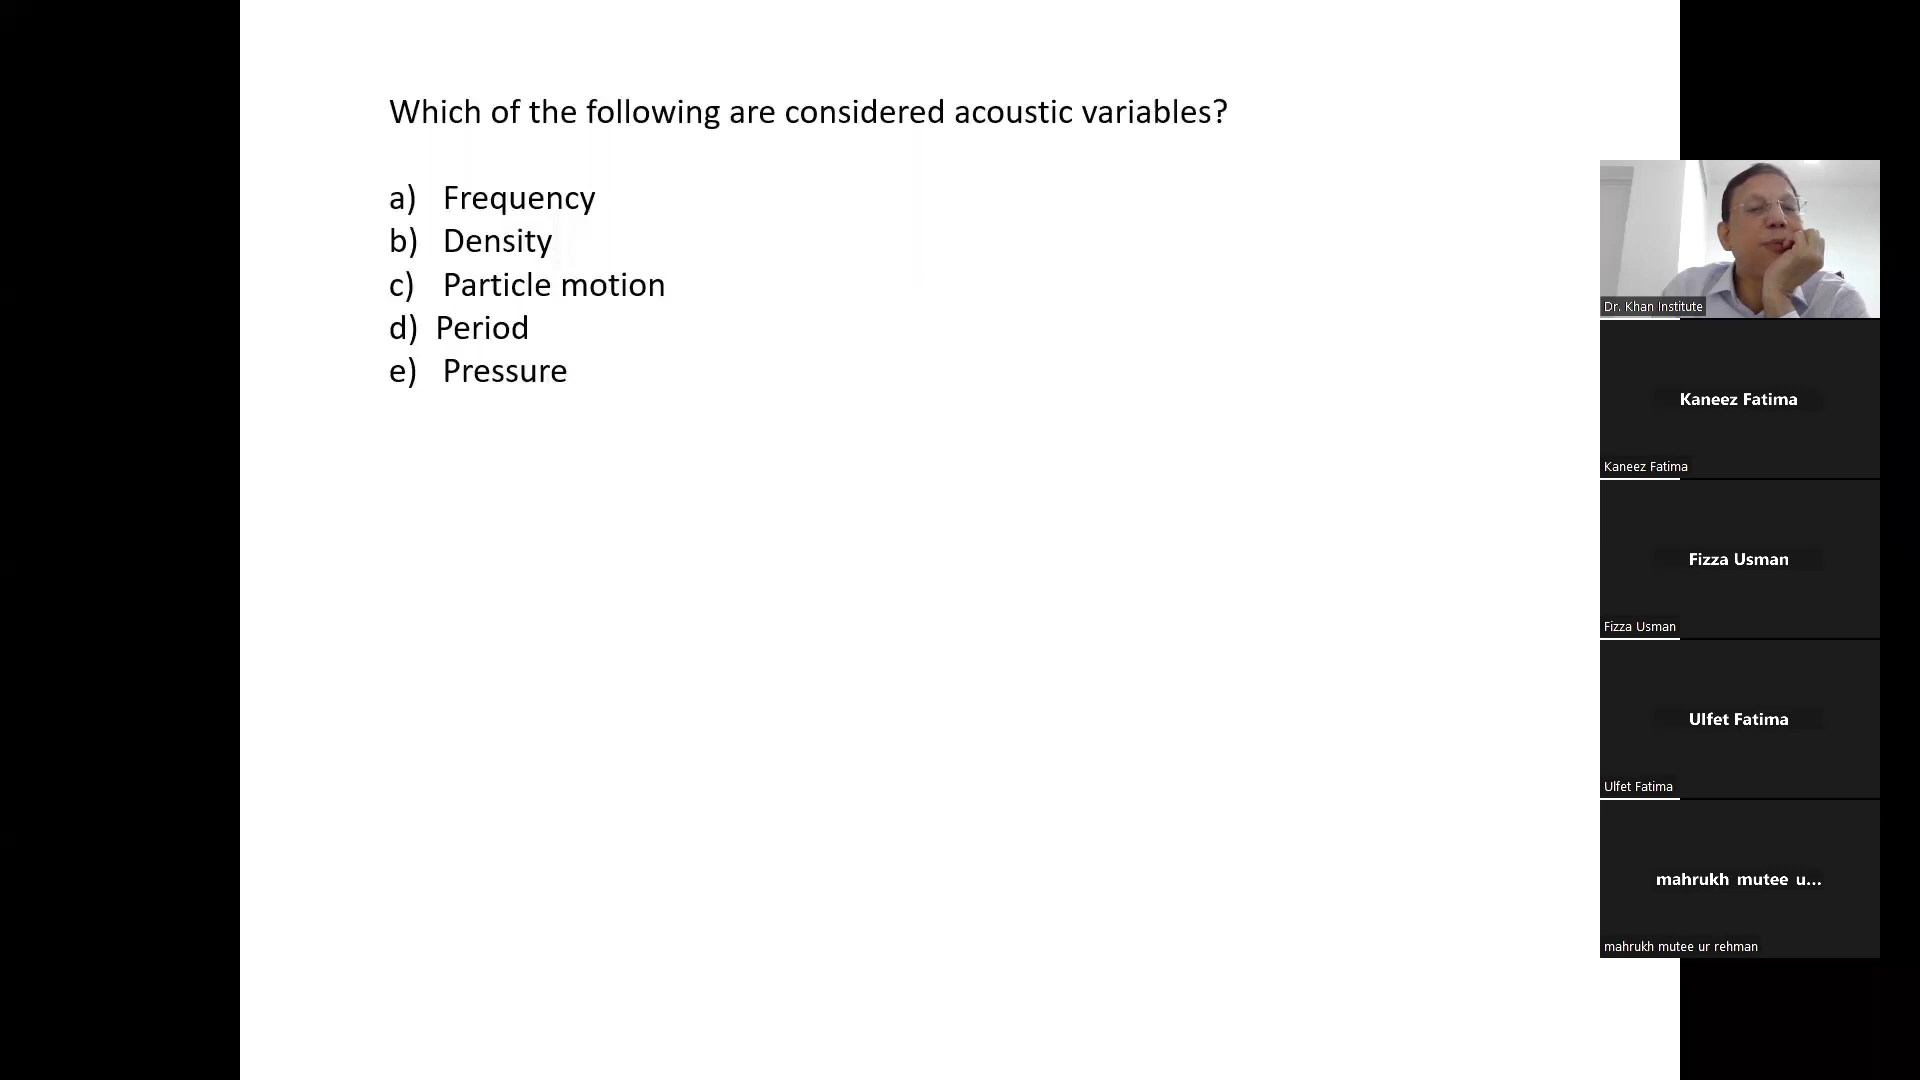 Which of the following are considered acoustic variables?
a) Frequency
b) Density
c) Particle motion
d) Period
e) Pressure
Dr. Khan Institute
Kaneez Fatima
Kaneez Fatima
Fizza Usman
Fizza Usman
Ulfet Fatima
Ulfet Fatima
mahrukh mutee u...
mahrukh mutee ur rehman